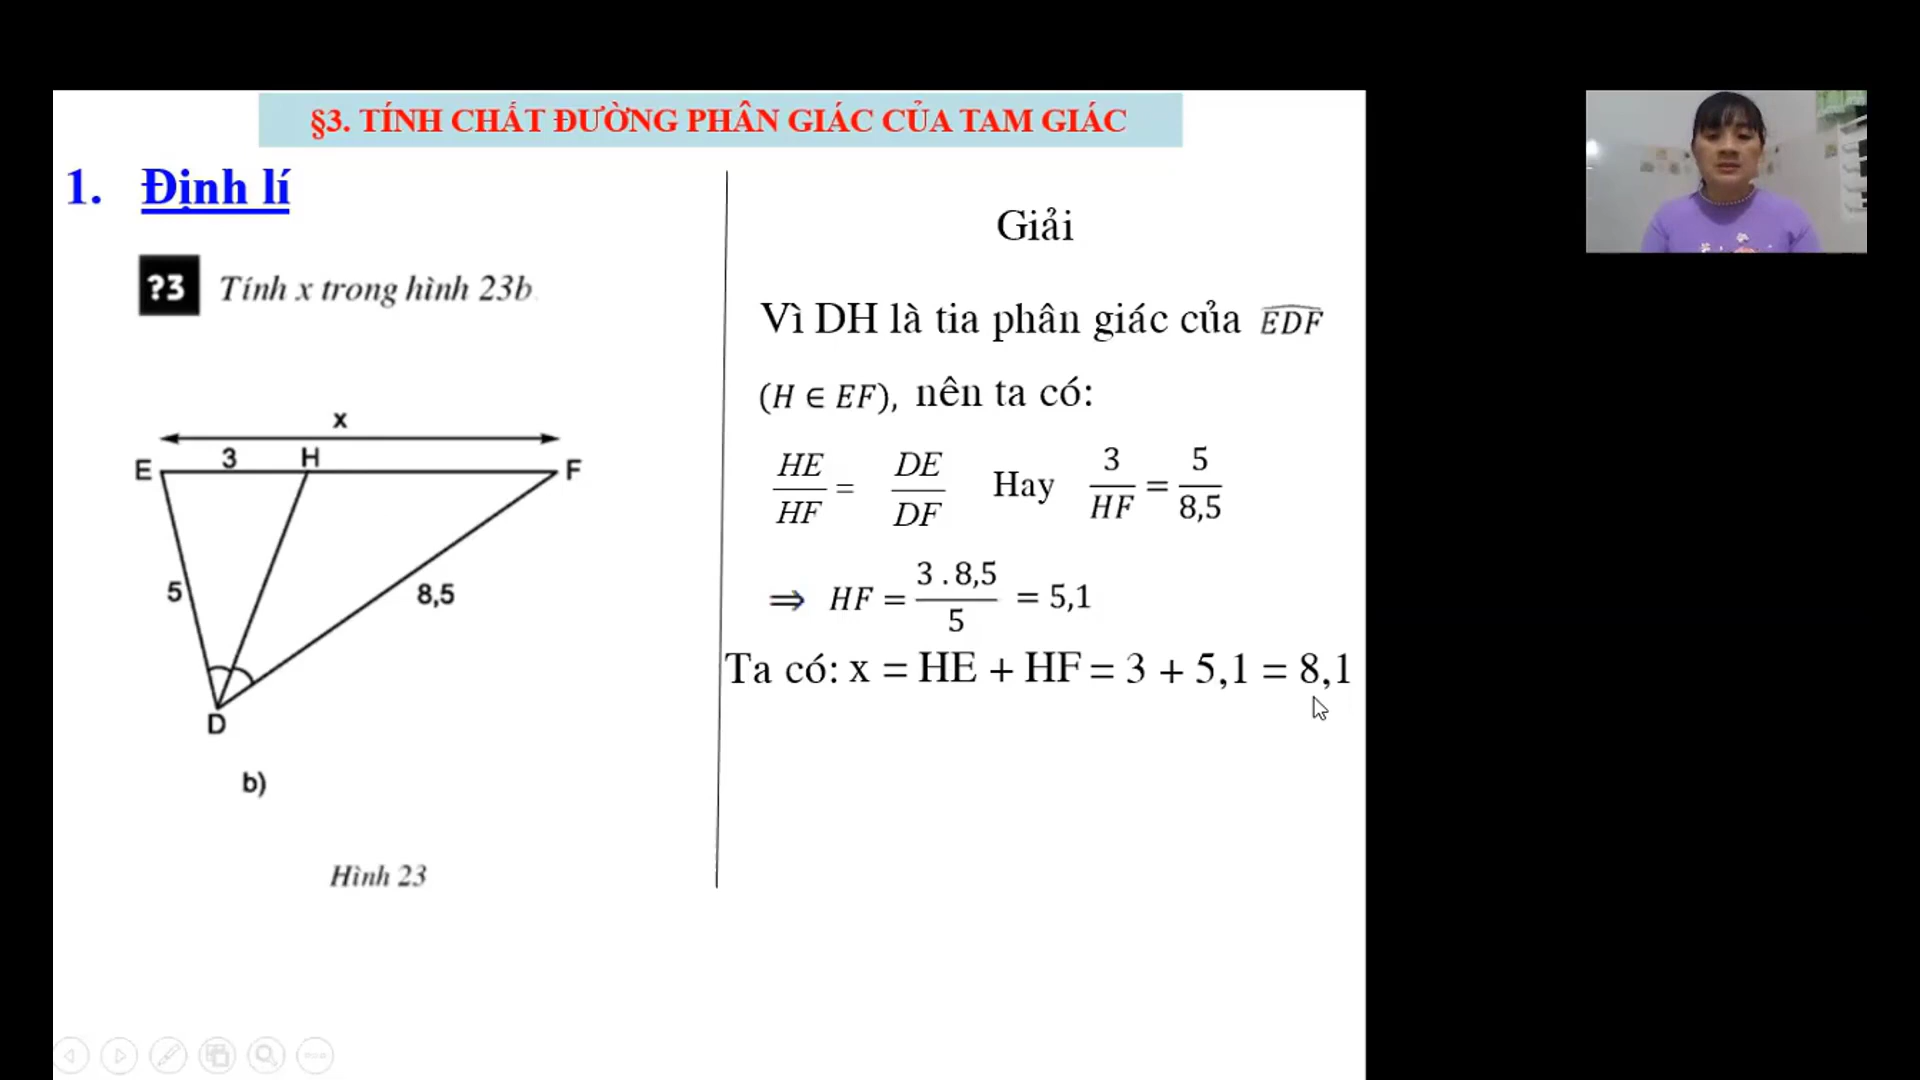 §3. TÍNH CHẤT ĐƯỜNG PHÂN GIÁC CỦA TAM GIÁC
1. Định lí
?3 Tính x trong hình 23b
x
E 3 H F
5 8,5
D
b)
Hình 23
Giải
Vì DH là tia phân giác của EDF
(H ∈ EF), nên ta có:
HE/HF = DE/DF Hay 3/HF = 5/8,5
⇒ HF = 3 . 8,5/5 = 5,1
Ta có: x = HE + HF = 3 + 5,1 = 8,1